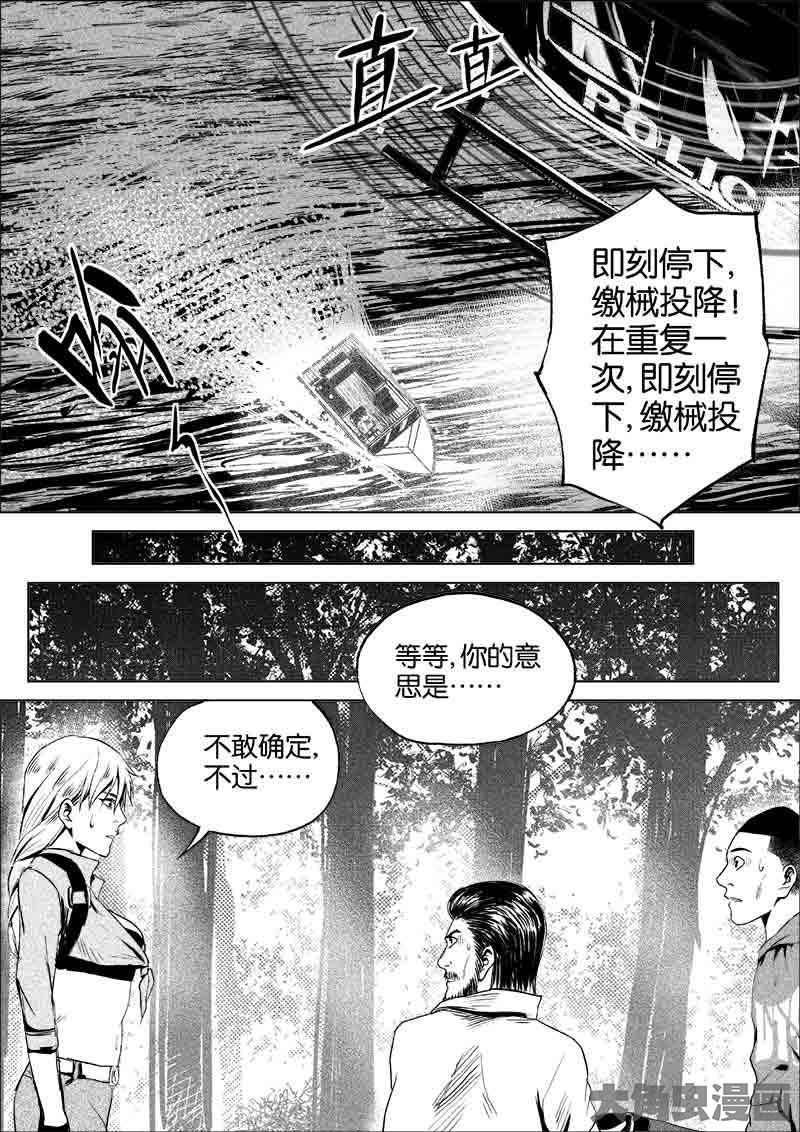 直直
POLIC
即刻停下,
缴械投降!
在重复一
次,即刻停
下,缴械投
降……
等等,你的意
思是……
不敢确定,
不过……
大角虫漫画